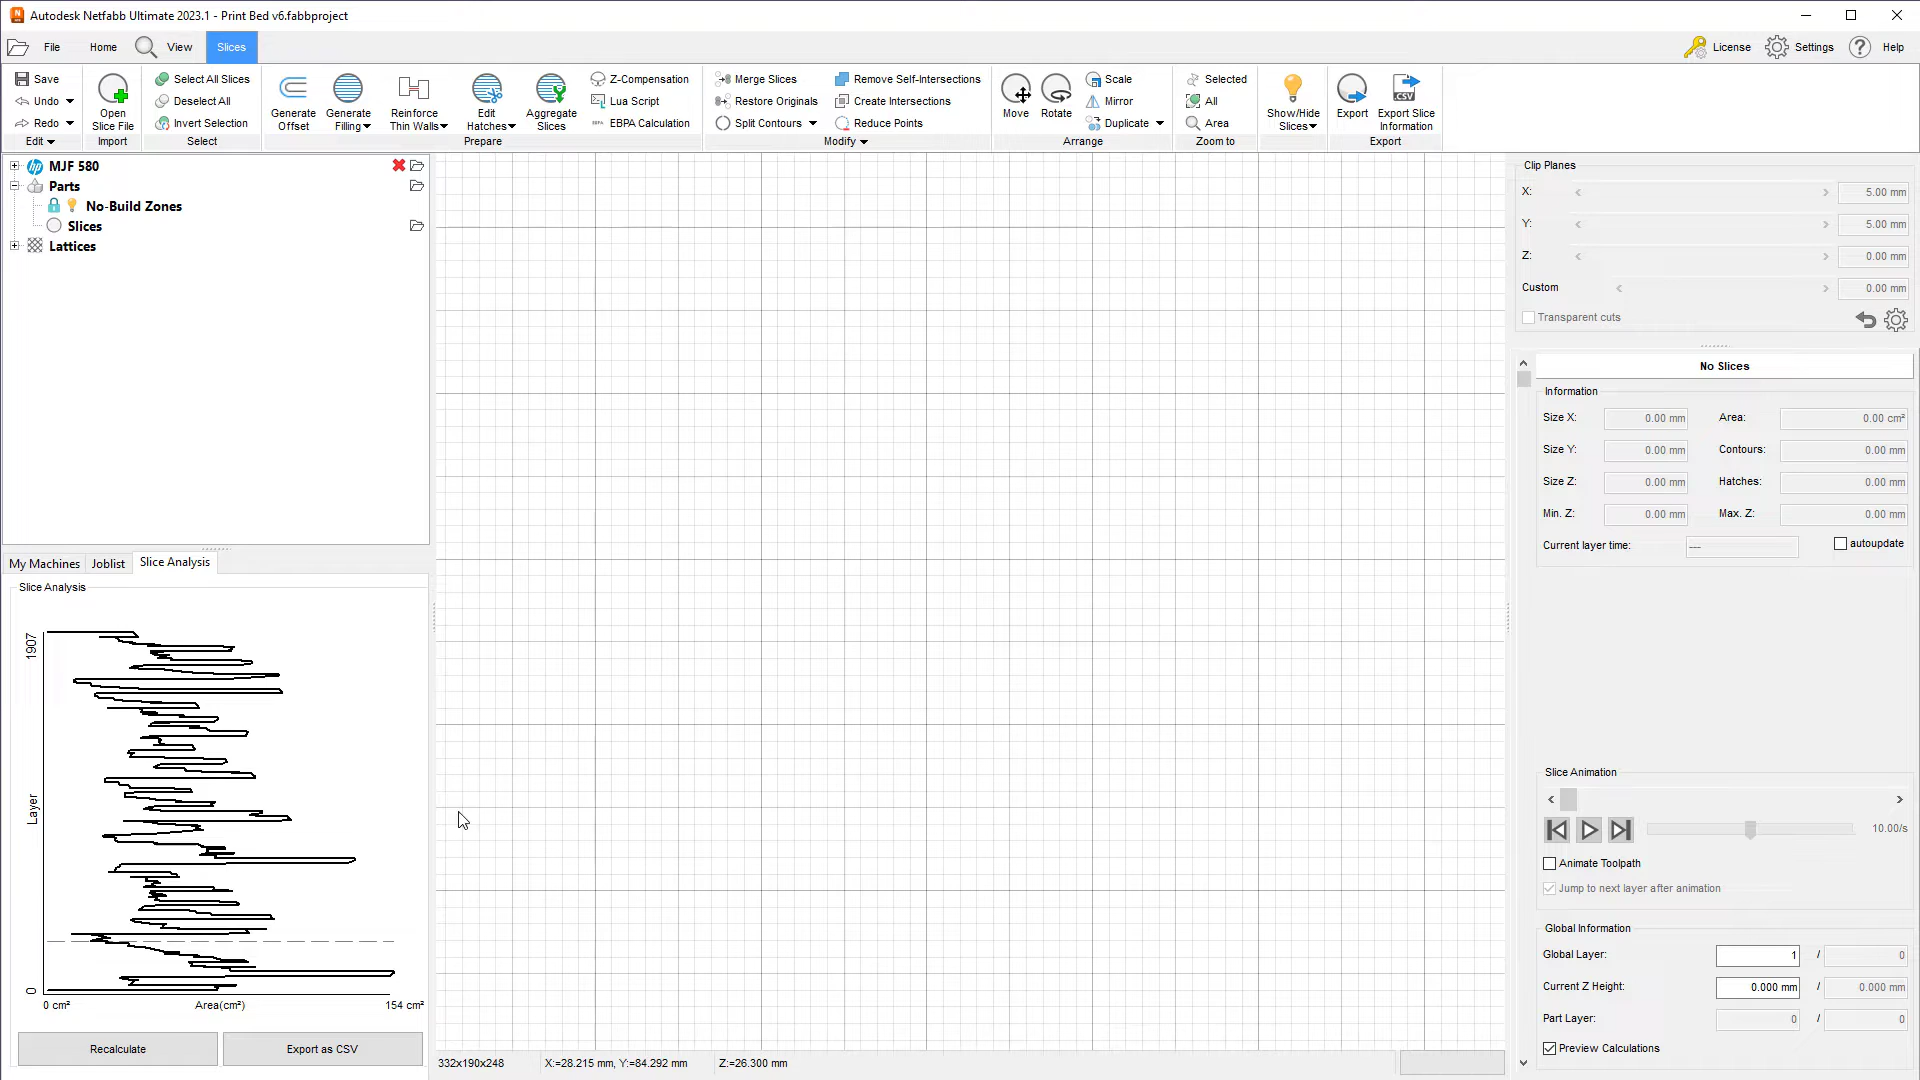 Autodesk Netfabb Ultimate 2023.1 - Print Bed v6.fabbproject
File Home View Slices License Settings Help
Save
Undo
Redo
Edit
Open
Slice File
Import
Select All Slices
Deselect All
Invert Selection
Select
Generate
Offset
Generate
Filling
Reinforce
Thin Walls
Edit
Hatches
Aggregate
Slices
Z-Compensation
Lua Script
EBPA Calculation
Prepare
Merge Slices
Restore Originals
Split Contours
Remove Self-Intersections
Create Intersections
Reduce Points
Modify
Move
Rotate
Scale
Mirror
Duplicate
Arrange
Selected
All
Area
Zoom to
Show/Hide
Slices
Export
.CSV
Export Slice
Information
Export
MJF 580
Parts
No-Build Zones
Slices
Lattices
My Machines Joblist Slice Analysis
Slice Analysis
1907
Layer
0
0 cm² Area(cm²) 154 cm²
Recalculate Export as CSV
332x190x248 X:=28.215 mm, Y:=84.292 mm Z:=26.300 mm
Clip Planes
X: < > 5.00 mm
Y: < > 5.00 mm
Z: < > 0.00 mm
Custom < > 0.00 mm
Transparent cuts
No Slices
Information
Size X: 0.00 mm Area: 0.00 cm²
Size Y: 0.00 mm Contours: 0.00 mm
Size Z: 0.00 mm Hatches: 0.00 mm
Min. Z: 0.00 mm Max. Z: 0.00 mm
Current layer time: --- autoupdate
Slice Animation
< >
10.00/s
Animate Toolpath
Jump to next layer after animation
Global Information
Global Layer: 1 / 0
Current Z Height: 0.000 mm / 0.000 mm
Part Layer: 0 / 0
Preview Calculations